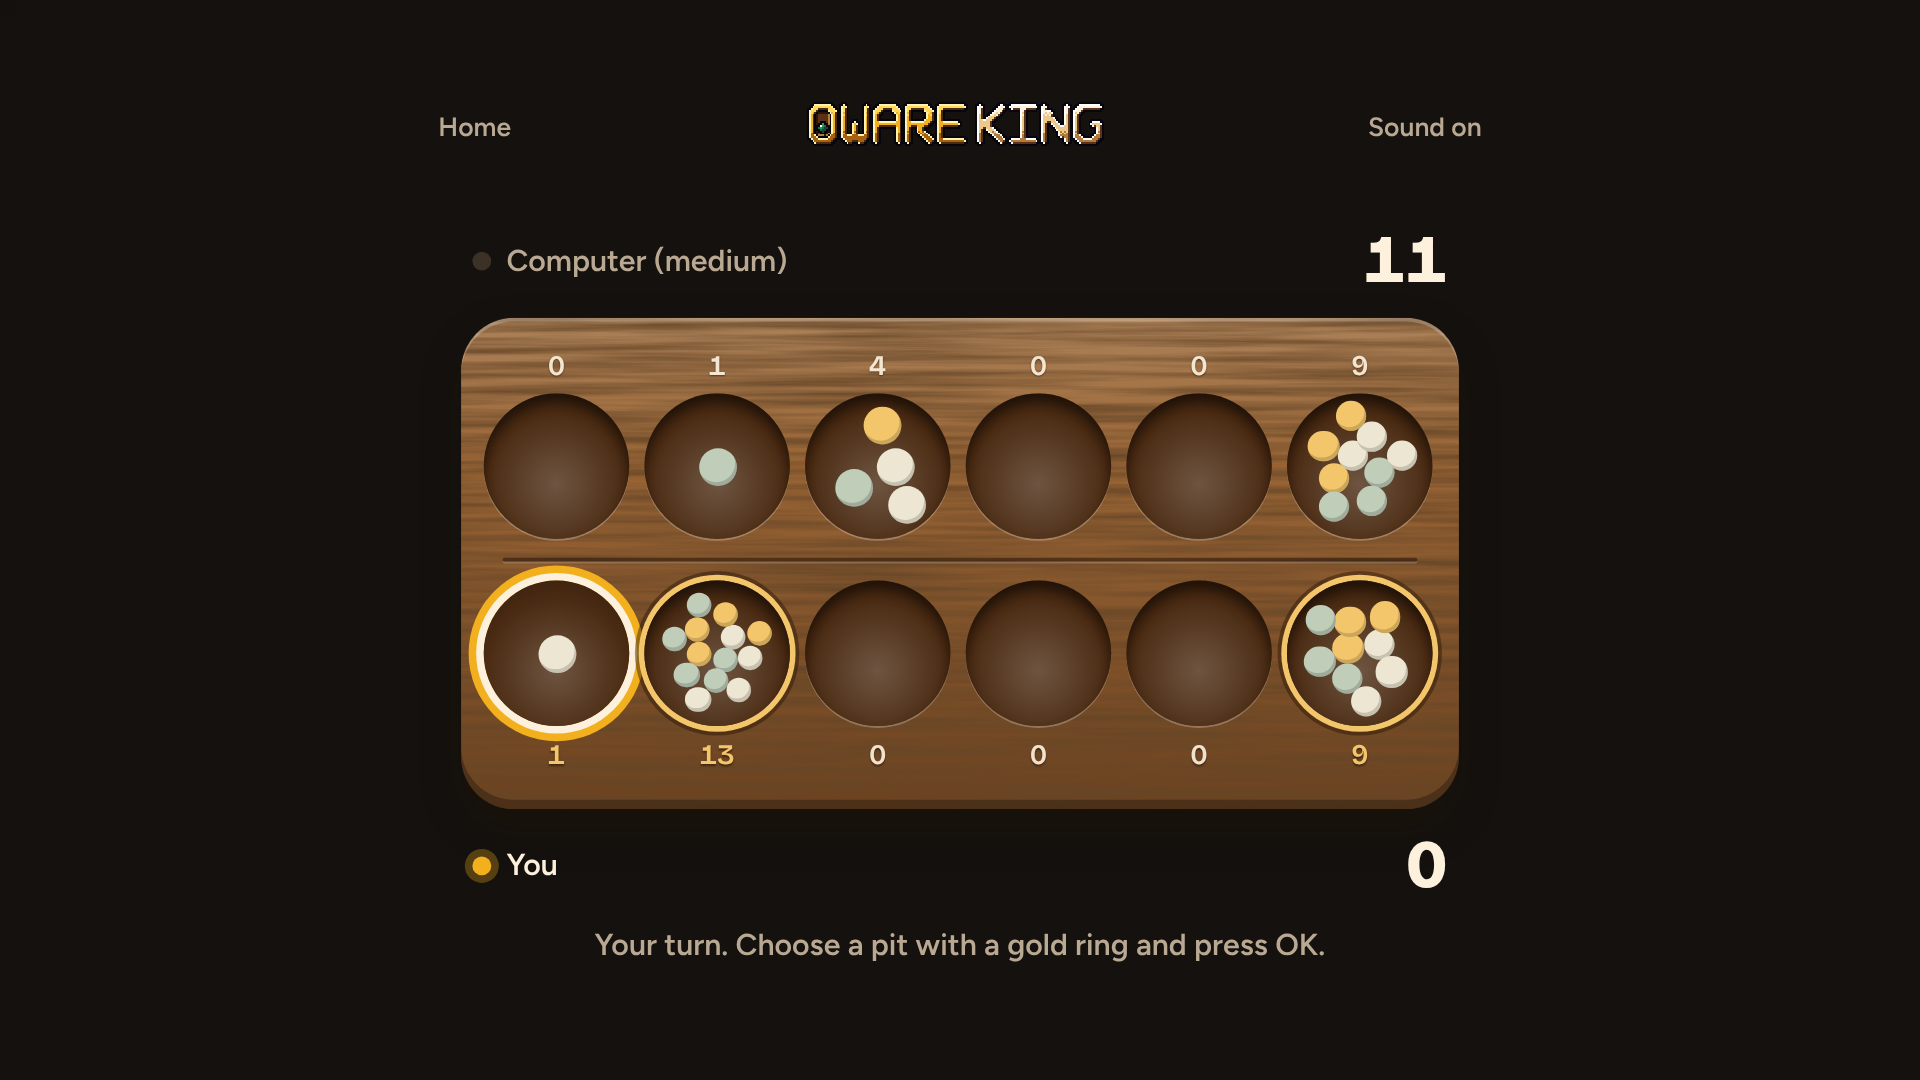 Home
OWARE KING
Sound on
Computer (medium)
11
0 1 4 0 0 9
1 13 0 0 0 9
You
0
Your turn. Choose a pit with a gold ring and press OK.